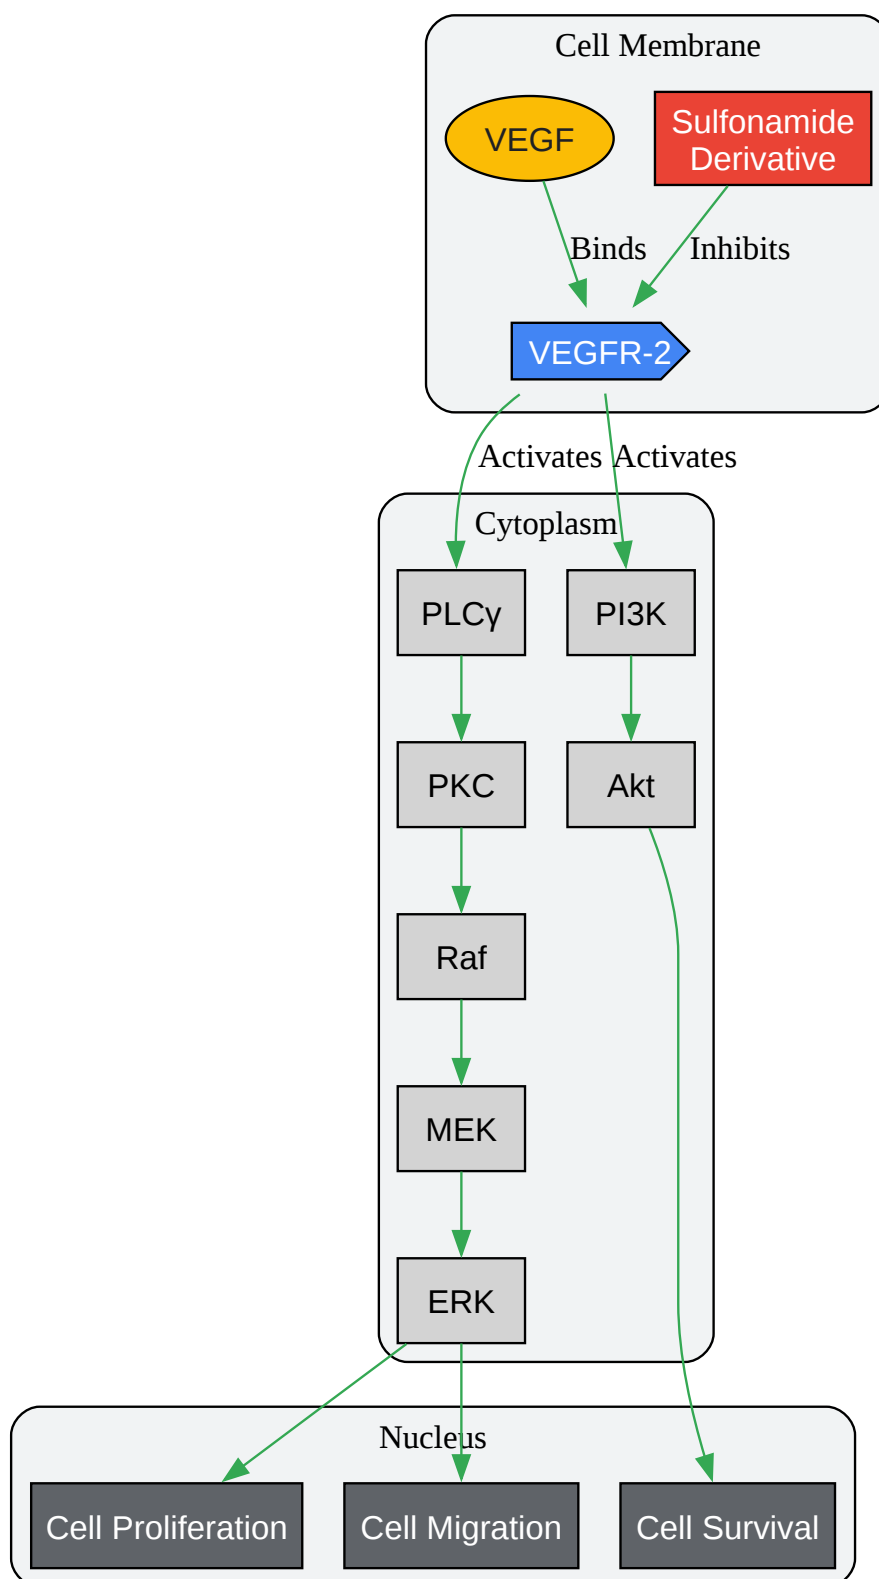 Cell Membrane
VEGF
Sulfonamide
Derivative
Binds
Inhibits
VEGFR-2
Activates
Activates
Cytoplasm
PLCγ
PI3K
PKC
Akt
Raf
MEK
ERK
Nucleus
Cell Proliferation
Cell Migration
Cell Survival